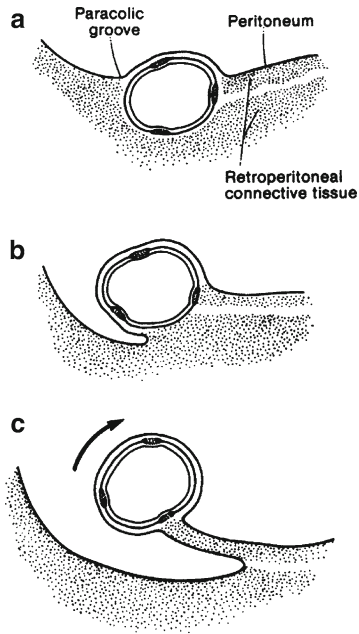 a
Paracolic
groove
Peritoneum
Retroperitoneal
connective tissue
b
c